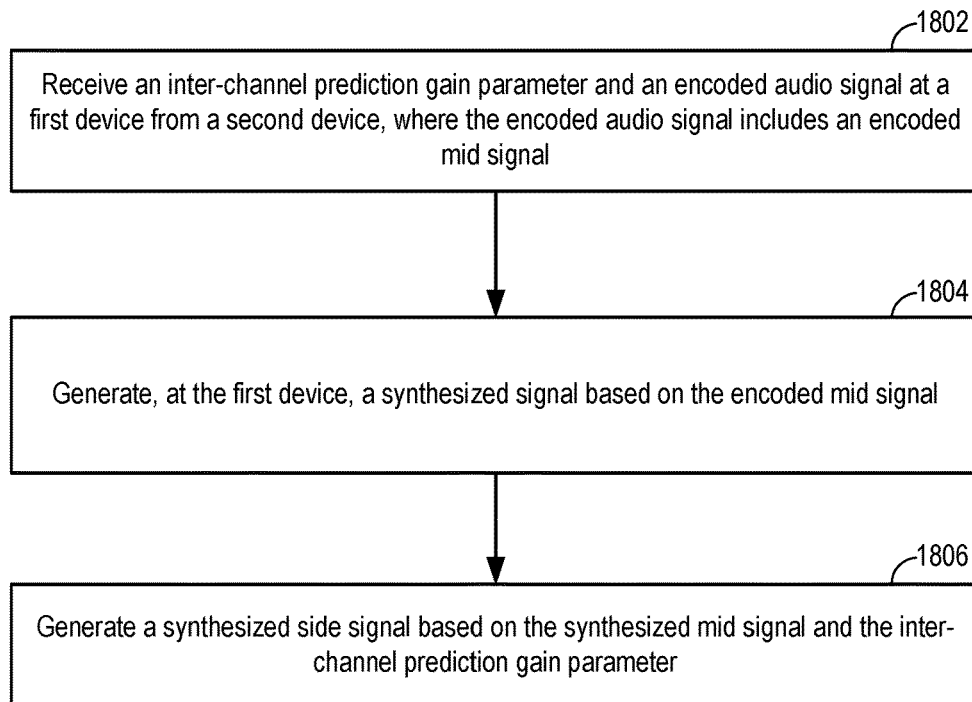 1802
Receive an inter-channel prediction gain parameter and an encoded audio signal at a
first device from a second device, where the encoded audio signal includes an encoded
mid signal
1804
Generate, at the first device, a synthesized signal based on the encoded mid signal
1806
Generate a synthesized side signal based on the synthesized mid signal and the inter-
channel prediction gain parameter